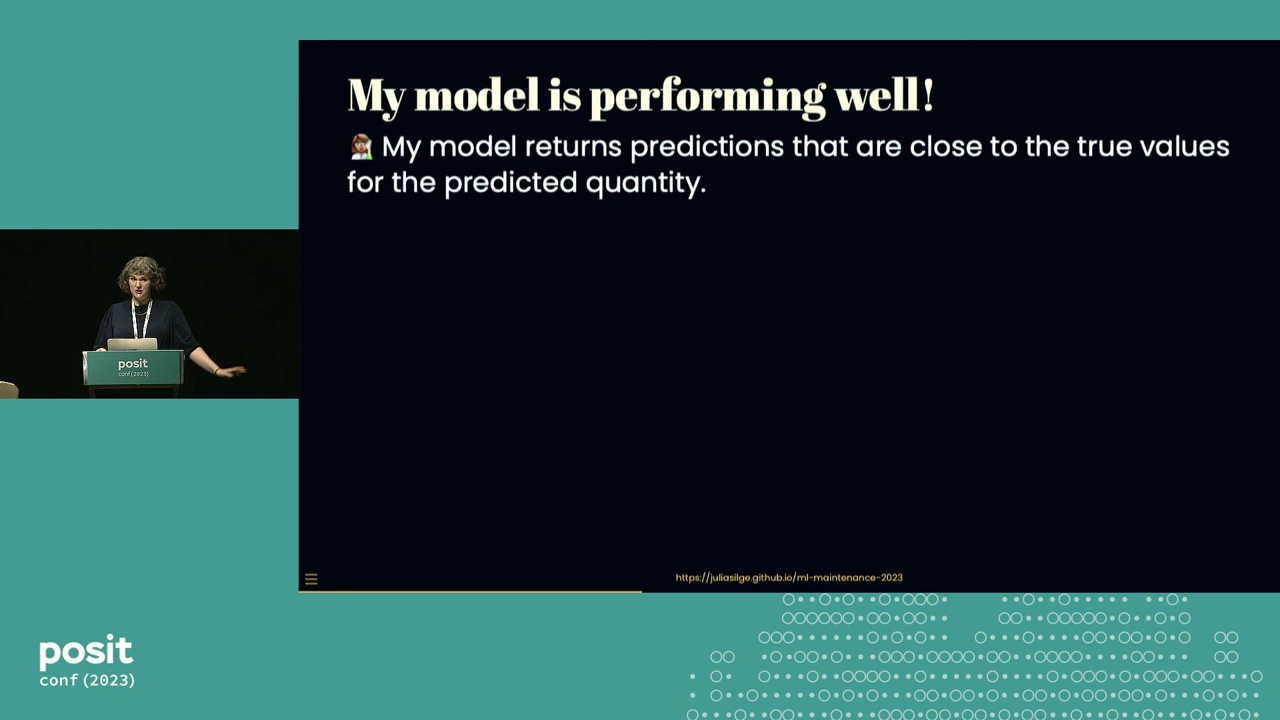 My model is performing well!
👩🏽‍🔬 My model returns predictions that are close to the true values
for the predicted quantity.
posit
conf(2023)
https://juliasilge.github.io/ml-maintenance-2023
posit
conf(2023)